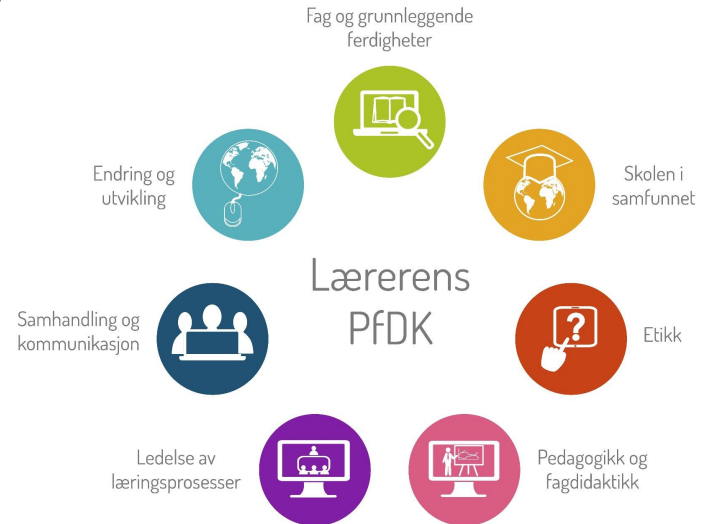 Fag og grunnleggende
ferdigheter
Endring og
utvikling
Skolen i
samfunnet
Lærerens
PfDK
Samhandling og
kommunikasjon
?
Etikk
Ledelse av
læringsprosesser
Pedagogikk og
fagdidaktikk